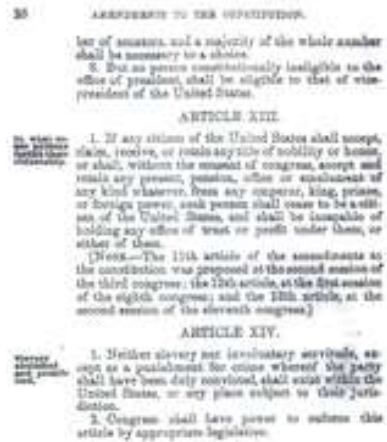 AMENDMENTS TO THE CONSTITUTION.
ber of senators, and a majority of the whole number
shall be necessary to a choice.
3. But no person constitutionally ineligible to the
office of president, shall be eligible to that of vice-
president of the United States.
ARTICLE XIII.
1. If any citizen of the United States shall accept,
claim, receive, or retain any title of nobility or honor,
or shall, without the consent of congress, accept and
retain any present, pension, office or emolument of
any kind whatever, from any emperor, king, prince,
or foreign power, such person shall cease to be a citi-
zen of the United States, and shall be incapable of
holding any office of trust or profit under them, or
either of them.
[NOTE.—The 11th article of the amendments to
the constitution was proposed at the second session of
the third congress; the 12th article, at the first session
of the eighth congress; and the 13th article, at the
second session of the eleventh congress.]
ARTICLE XIV.
Slavery
1. Neither slavery nor involuntary servitude, ex-
cept as a punishment for crime whereof the party
shall have been duly convicted, shall exist within the
United States, or any place subject to their juris-
diction.
2. Congress shall have power to enforce this
article by appropriate legislation.